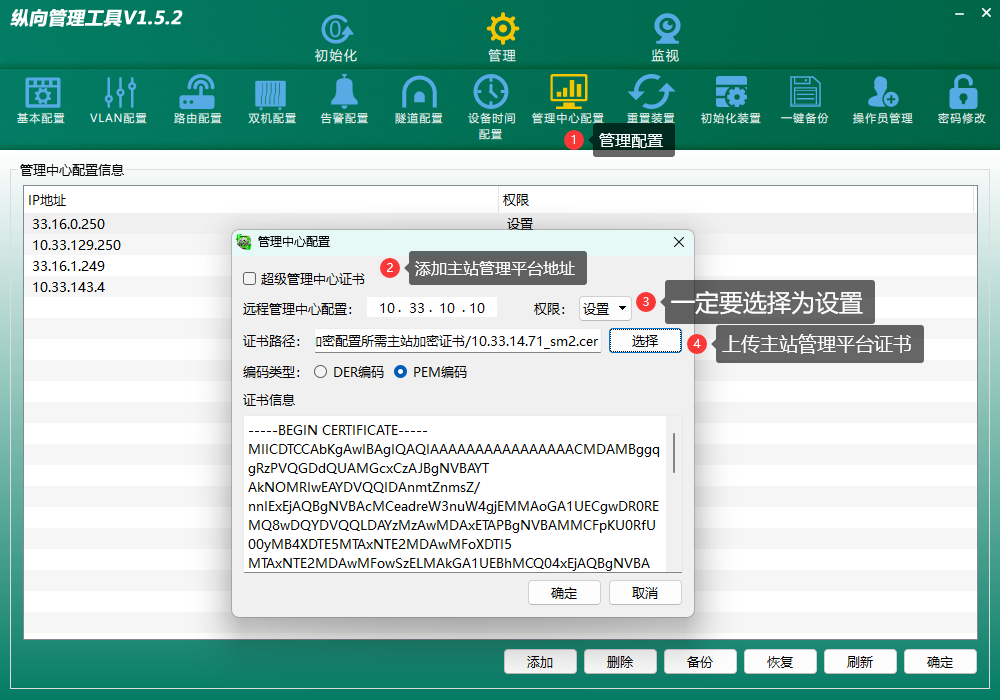 纵向管理工具V1.5.2
初始化
管理
监视
基本配置
VLAN配置
路由配置
双机配置
告警配置
隧道配置
设备时间
配置
管理中心配置
重置装置
初始化装置
一键备份
操作员管理
密码修改
1
管理配置
管理中心配置信息
IP地址
权限
33.16.0.250
设置
10.33.129.250
33.16.1.249
10.33.143.4
管理中心配置
超级管理中心证书
2
添加主站管理平台地址
远程管理中心配置：
10 . 33 . 10 . 10
权限：
设置
3
一定要选择为设置
证书路径：
密配置所需主站加密证书/10.33.14.71_sm2.cer
选择
4
上传主站管理平台证书
编码类型：
DER编码
PEM编码
证书信息
-----BEGIN CERTIFICATE-----
MIICDTCCAbKgAwIBAgIQAQIAAAAAAAAAAAAAAAACMDAMBggq
gRzPVQGDdQUAMGcxCzAJBgNVBAYT
AkNOMRIwEAYDVQQIDAnmtZnmsZ/
nnIExEjAQBgNVBAcMCeadreW3nuW4gjEMMAoGA1UECgwDR0RE
MQ8wDQYDVQQLDAYzMzAwMDAxETAPBgNVBAMMCFpKU0RfU
00yMB4XDTE5MTAxNTE2MDAwMFoXDTI5
MTAxNTE2MDAwMFowSzELMAkGA1UEBhMCQ04xEjAQBgNVBA
确定
取消
添加
删除
备份
恢复
刷新
确定